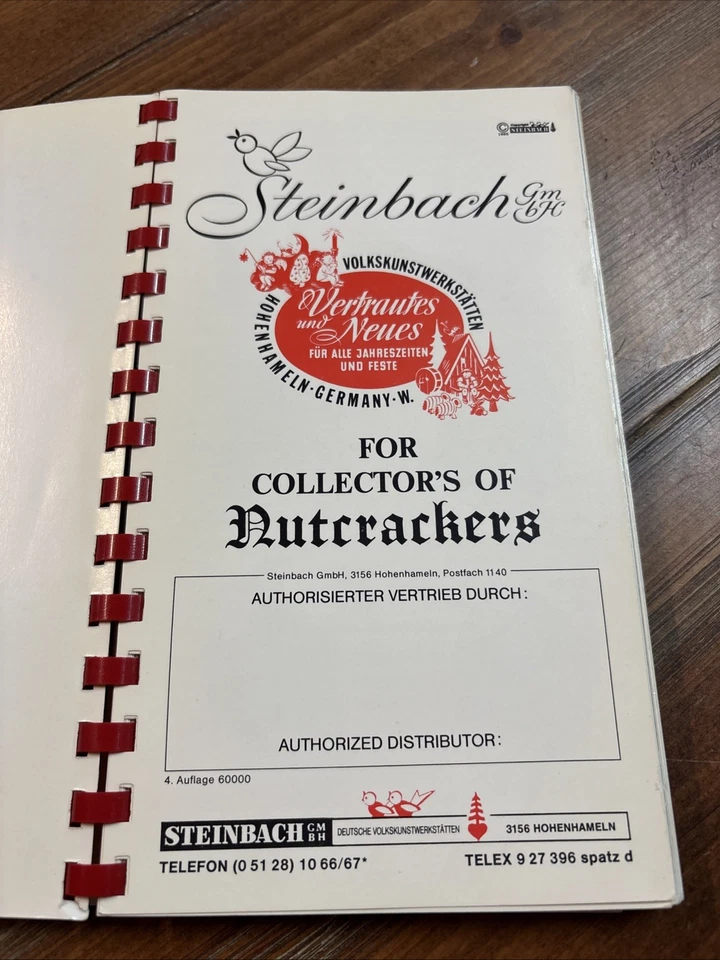 ©
STEINBACH
Steinbach GmbH
VOLKSKUNSTWERKSTÄTTEN
Vertrautes
und Neues
FÜR ALLE JAHRESZEITEN
UND FESTE
HOHENHAMELN·GERMANY·W.
FOR
COLLECTOR'S OF
Nutcrackers
Steinbach GmbH, 3156 Hohenhameln, Postfach 1140
AUTHORISIERTER VERTRIEB DURCH:
AUTHORIZED DISTRIBUTOR:
4. Auflage 60000
STEINBACH GMBH DEUTSCHE VOLKSKUNSTWERKSTÄTTEN 3156 HOHENHAMELN
TELEFON (0 51 28) 10 66/67* TELEX 9 27 396 spatz d